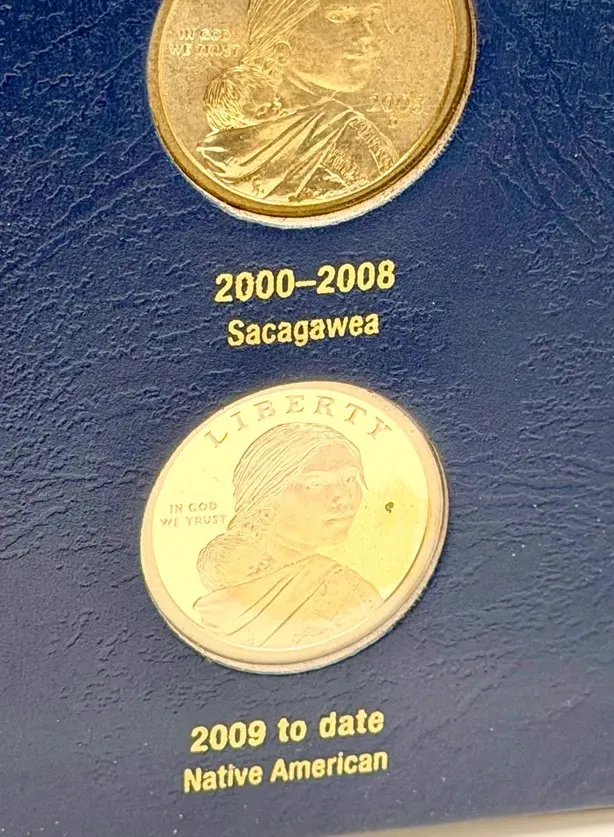 IN GOD
WE TRUST
2000–2008
Sacagawea
LIBERTY
IN GOD
WE TRUST
2009 to date
Native American